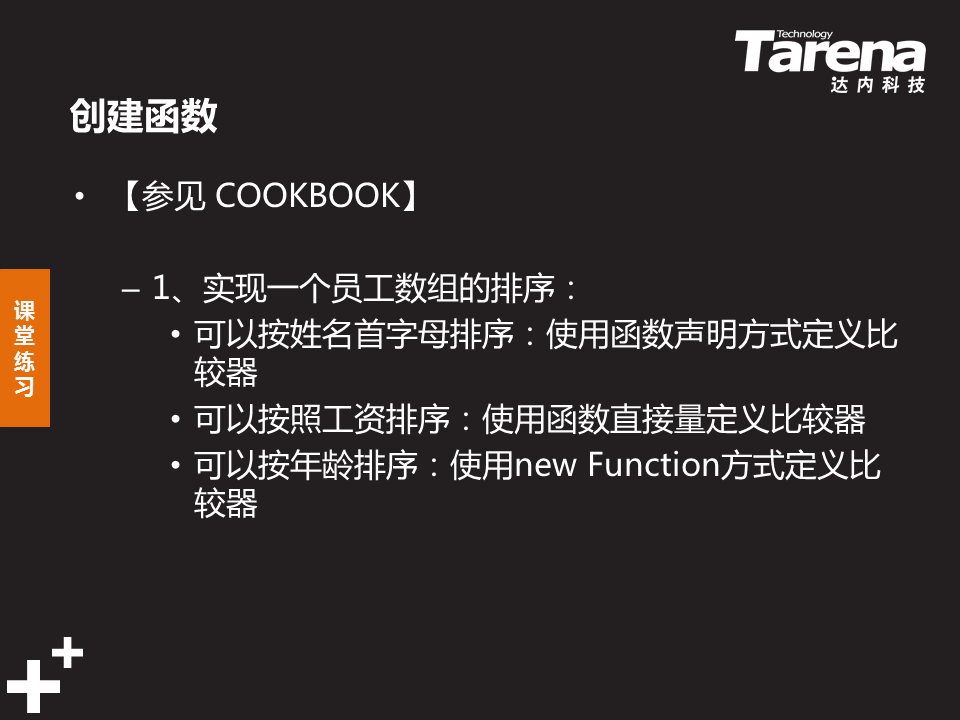 Technology
Tarena
达内科技
创建函数
• 【参见 COOKBOOK】
– 1、实现一个员工数组的排序：
• 可以按姓名首字母排序：使用函数声明方式定义比
较器
• 可以按照工资排序：使用函数直接量定义比较器
• 可以按年龄排序：使用new Function方式定义比
较器
课
堂
练
习